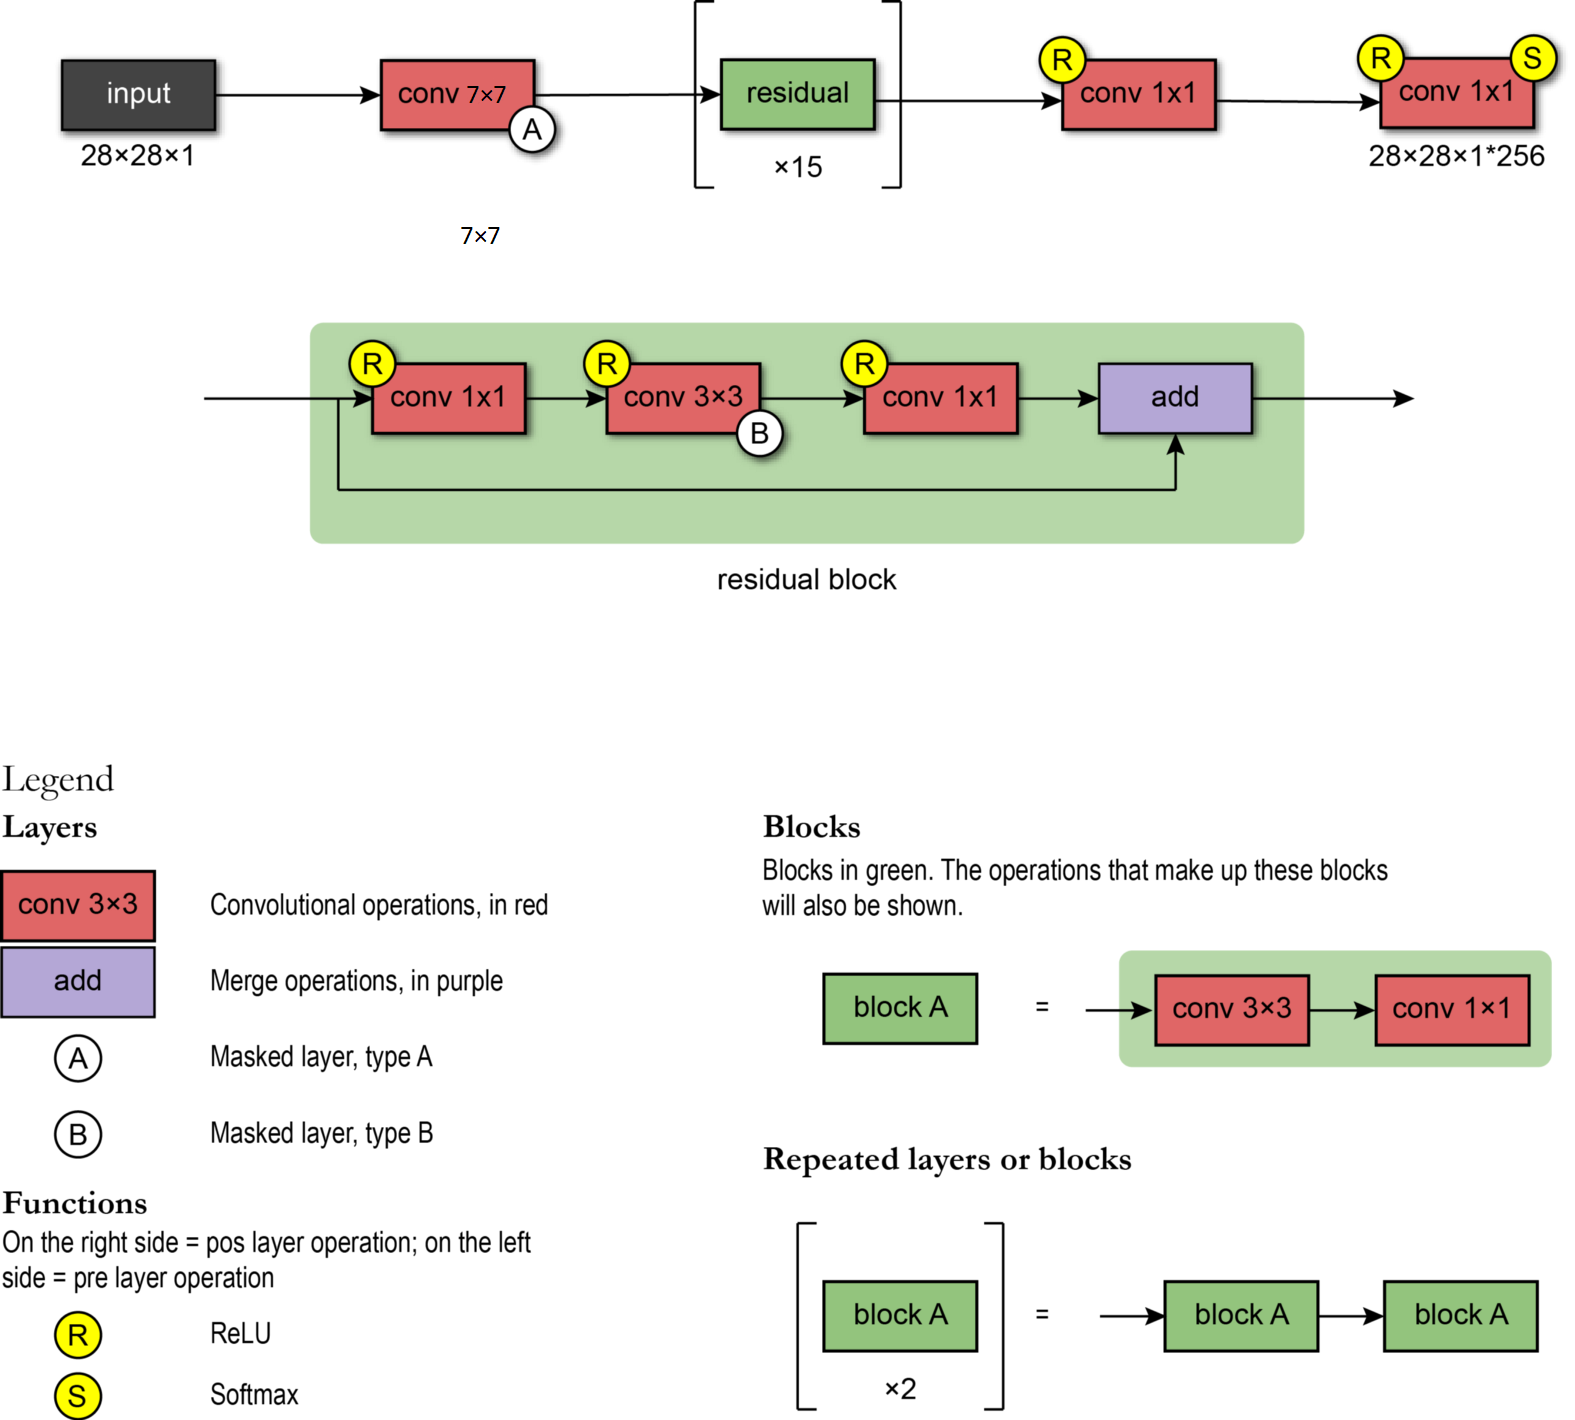 input
28×28×1
conv 7×7
A
residual
×15
R
conv 1x1
R
S
conv 1x1
28×28×1*256
7×7
R
conv 1x1
R
conv 3×3
B
R
conv 1x1
add
residual block
Legend
Layers
conv 3×3
Convolutional operations, in red
add
Merge operations, in purple
A
Masked layer, type A
B
Masked layer, type B
Functions
On the right side = pos layer operation; on the left
side = pre layer operation
R
ReLU
S
Softmax
Blocks
Blocks in green. The operations that make up these blocks
will also be shown.
block A
=
conv 3×3
conv 1×1
Repeated layers or blocks
block A
×2
=
block A
block A